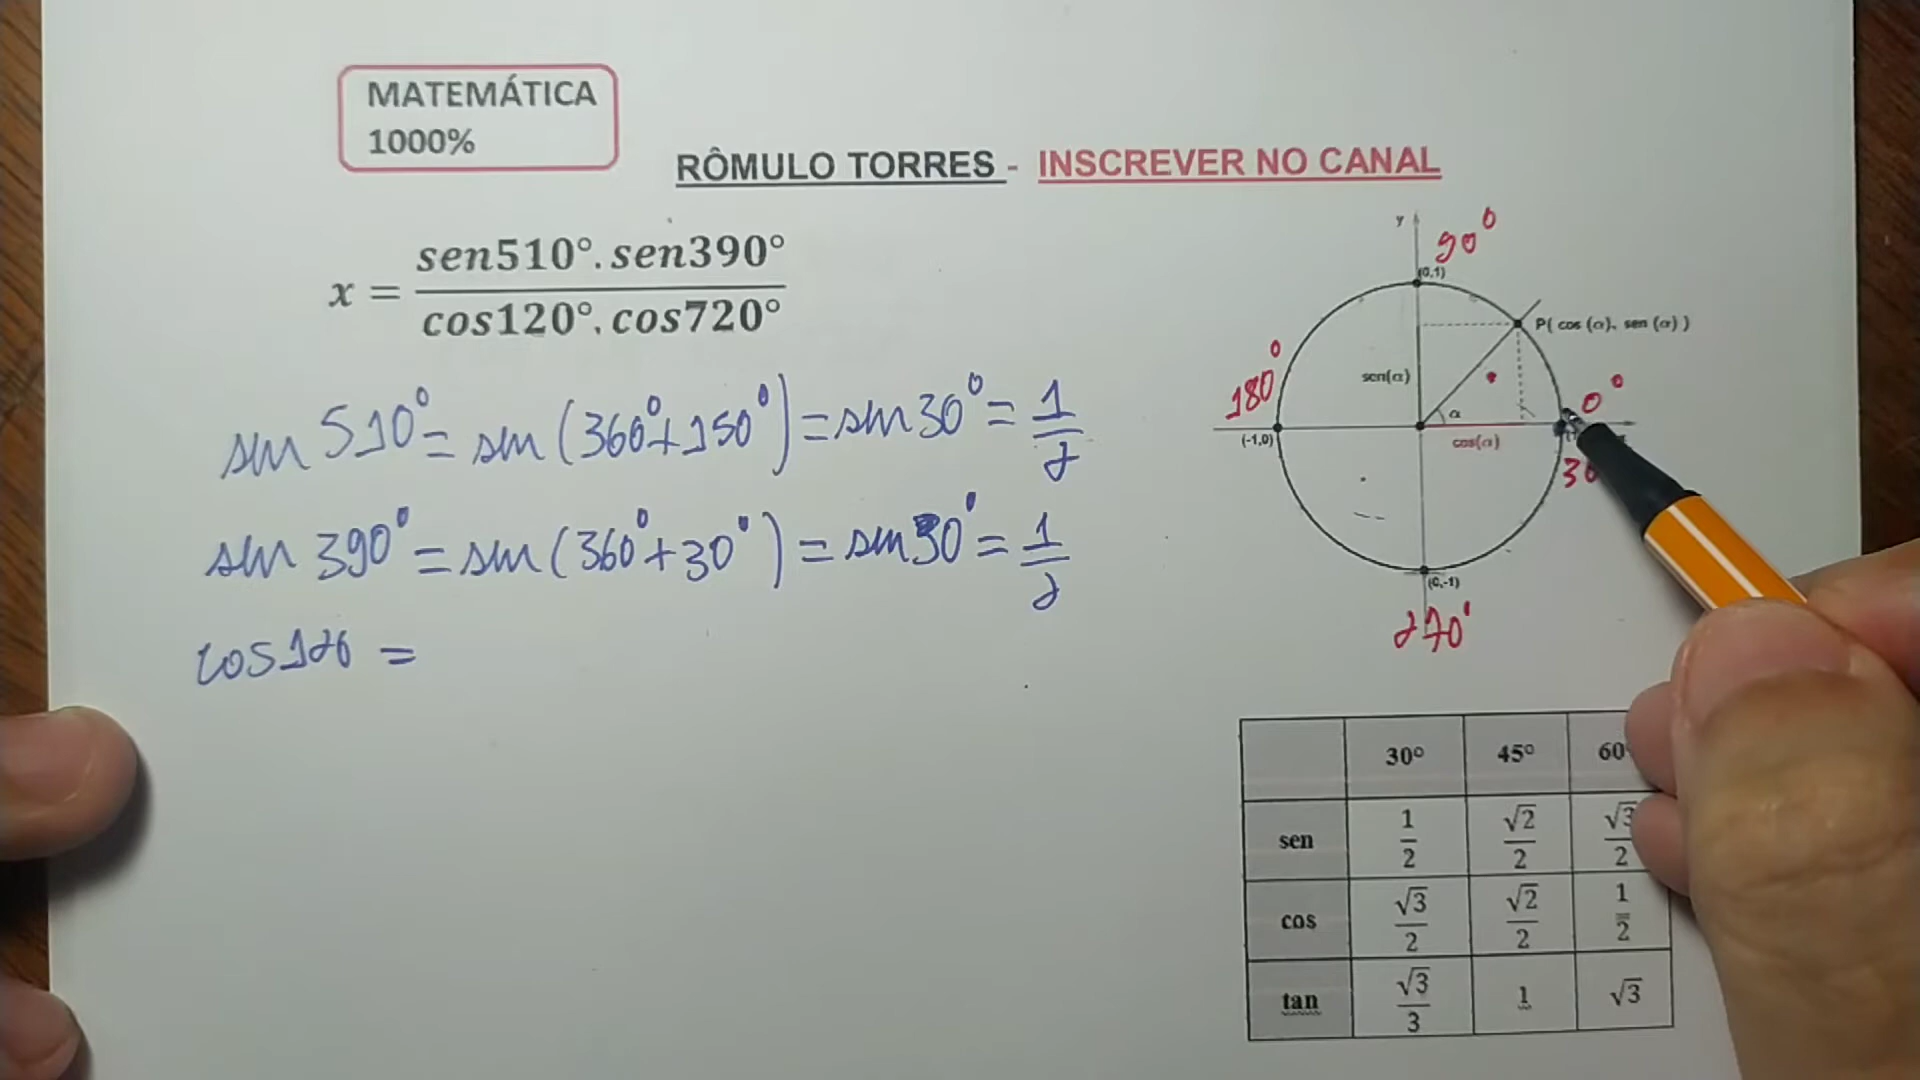 MATEMÁTICA
1000%
RÔMULO TORRES - INSCREVER NO CANAL
x = sen510°.sen390° / cos120°.cos720°
sen 510° = sen (360°+150°) = sen 30° = 1/2
sen 390° = sen (360°+30°) = sen 30° = 1/2
cos 120 =
y
90°
(0,1)
P( cos (α), sen (α) )
180°
sen(α)
α
0°
(-1,0)
cos(α)
(0,-1)
270°
30° 45° 60
sen 1/2 √2/2 √3/2
cos √3/2 √2/2 1/2
tan √3/3 1 √3